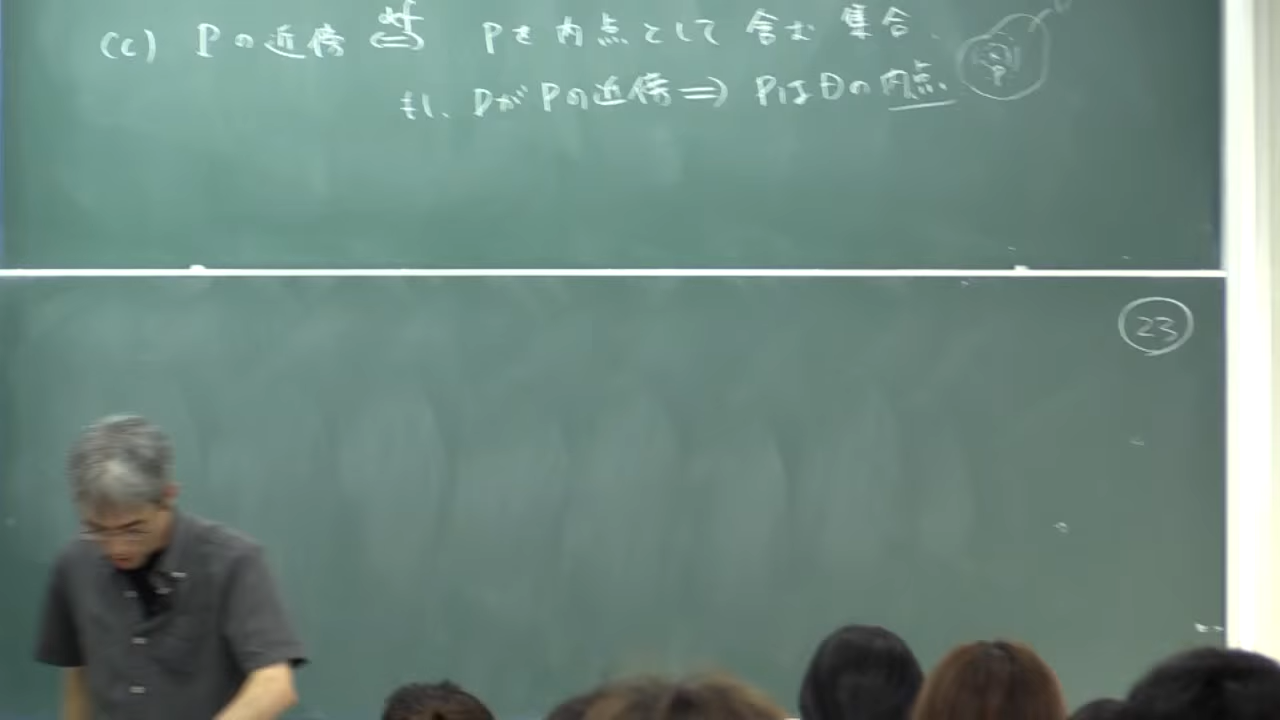 (c) Pの近傍 ⇔ df Pを内点として含む集合.
もし、DがPの近傍 ⇒ PはDの内点.
P
23